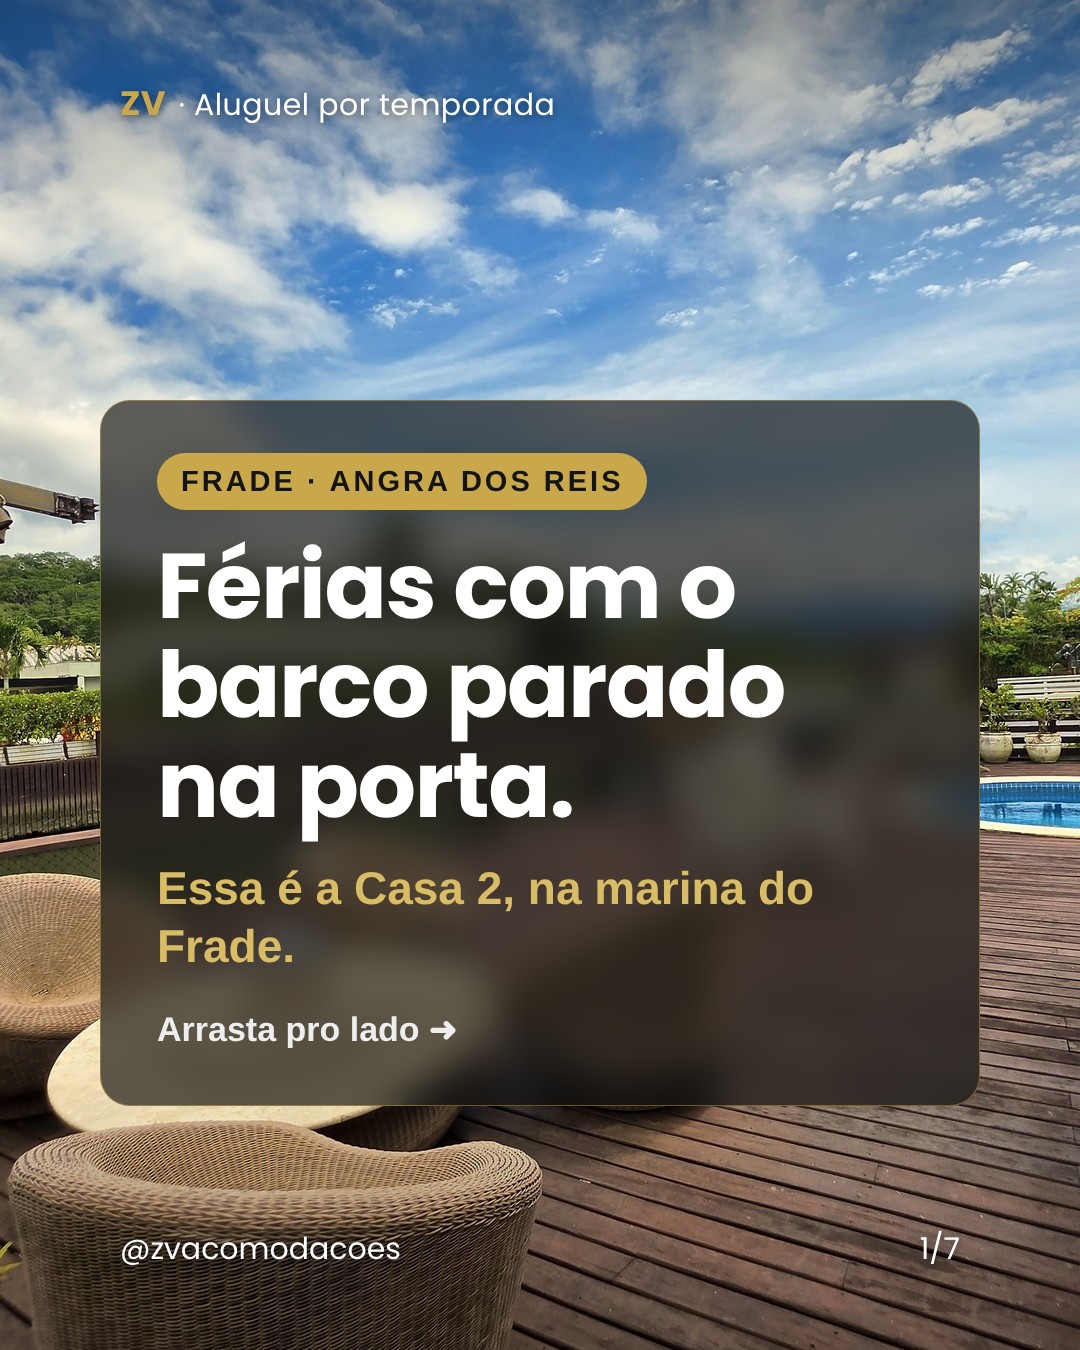 ZV · Aluguel por temporada
FRADE · ANGRA DOS REIS
Férias com o
barco parado
na porta.
Essa é a Casa 2, na marina do
Frade.
Arrasta pro lado ➜
@zvacomodacoes
1/7